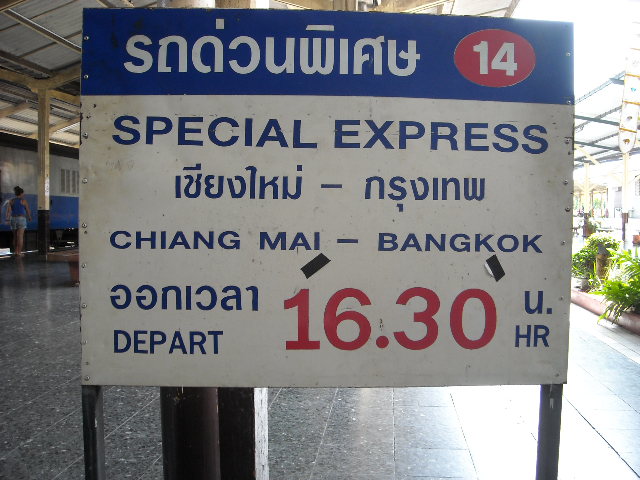 รถด่วนพิเศษ 14
SPECIAL EXPRESS
เชียงใหม่ – กรุงเทพ
CHIANG MAI – BANGKOK
ออกเวลา 16.30 น.
DEPART HR